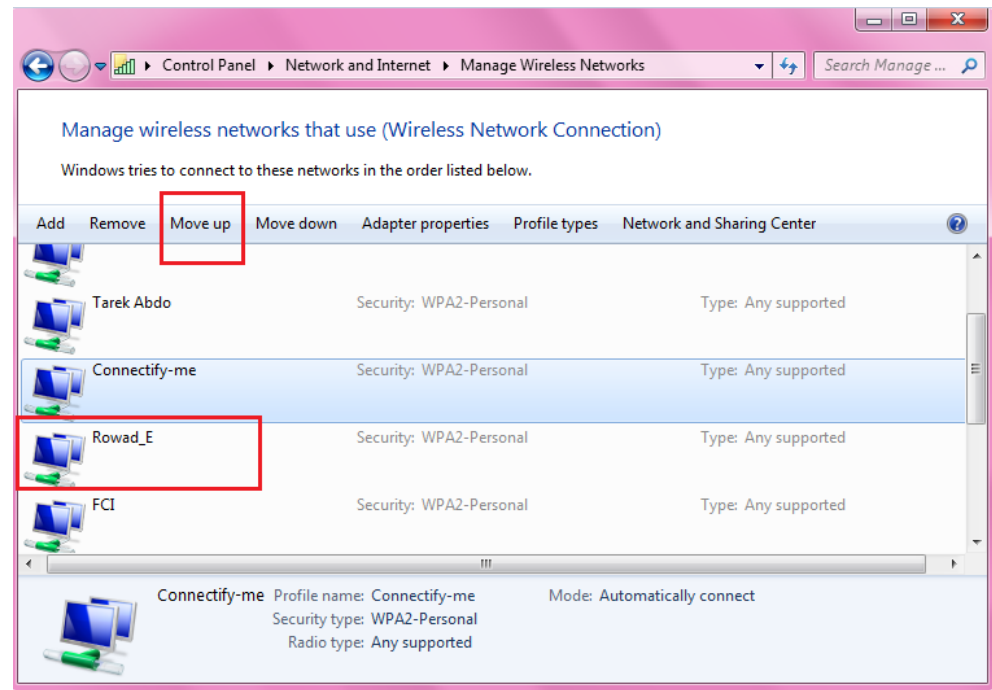 Control Panel Network and Internet Manage Wireless Networks Search Manage ...
Manage wireless networks that use (Wireless Network Connection)
Windows tries to connect to these networks in the order listed below.
Add Remove Move up Move down Adapter properties Profile types Network and Sharing Center
Tarek Abdo Security: WPA2-Personal Type: Any supported
Connectify-me Security: WPA2-Personal Type: Any supported
Rowad_E Security: WPA2-Personal Type: Any supported
FCI Security: WPA2-Personal Type: Any supported
Connectify-me Profile name: Connectify-me Mode: Automatically connect
Security type: WPA2-Personal
Radio type: Any supported